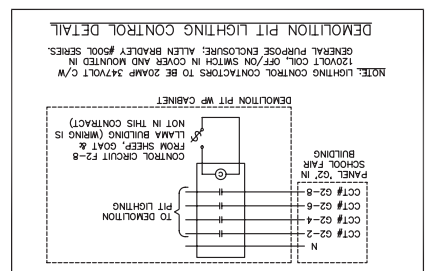 DEMOLITION PIT LIGHTING CONTROL DETAIL
NOTE: LIGHTING CONTROL CONTACTORS TO BE 20AMP 347VOLT C/W
120VOLT COIL, OFF/ON SWITCH IN COVER AND MOUNTED IN
GENERAL PURPOSE ENCLOSURE; ALLEN BRADLEY #500L SERIES.
DEMOLITION PIT WP CABINET
CONTROL CIRCUIT F2-8
FROM SHEEP, GOAT &
LLAMA BUILDING (WIRING IS
NOT IN THIS CONTRACT)
C
PANEL "G2" IN
SCHOOL FAIR
BUILDING
CCT# G2-8
CCT# G2-6
CCT# G2-4
CCT# G2-2
N
TO DEMOLITION
PIT LIGHTING